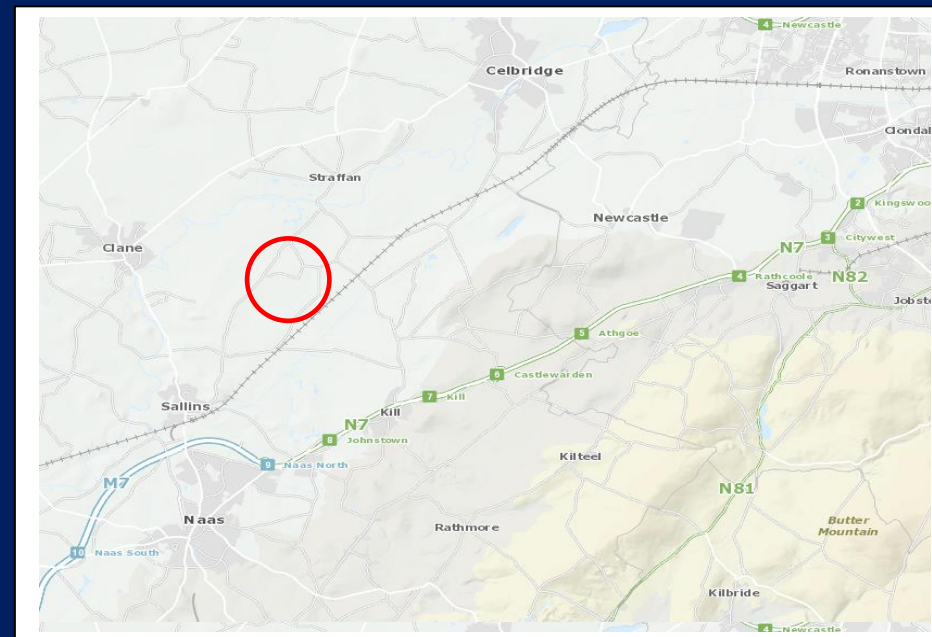 4 Newcastle
Celbridge
Ronanstown
Straffan
2 Kingswoo
Newcastle
Clane
3 Citywest
N7
4 Rathcoole
N82
Saggart
Jobst
5 Athgoe
6 Castlewarden
7 Kill
Sallins
Kill
N7
8 Johnstown
Kilteel
9 Naas North
M7
N81
Naas
Rathmore
Butter
Mountain
10 Naas South
Kilbride
4 Newcastle